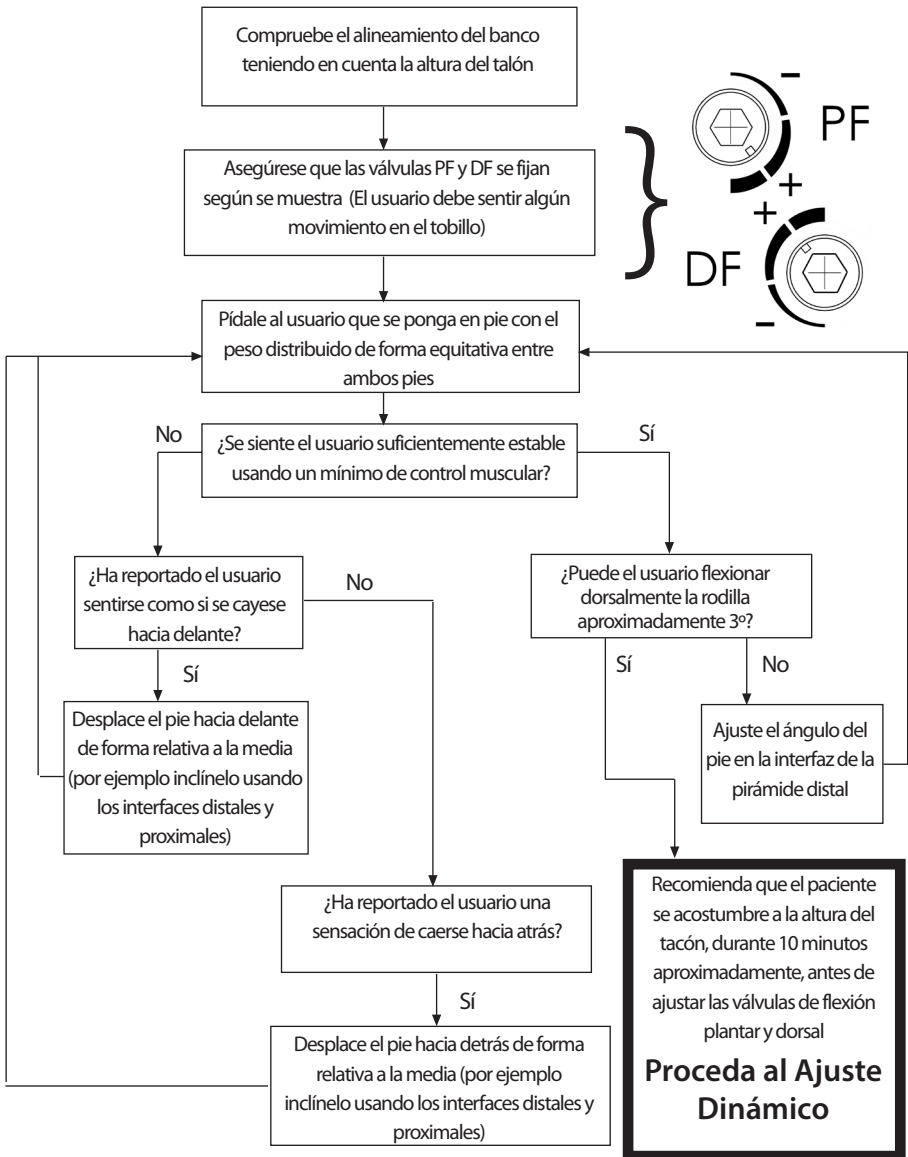 Compruebe el alineamiento del banco
teniendo en cuenta la altura del talón
Asegúrese que las válvulas PF y DF se fijan
según se muestra (El usuario debe sentir algún
movimiento en el tobillo)
-
PF
+
+
DF
-
Pídale al usuario que se ponga en pie con el
peso distribuido de forma equitativa entre
ambos pies
No
¿Se siente el usuario suficientemente estable
usando un mínimo de control muscular?
Sí
¿Ha reportado el usuario
sentirse como si se cayese
hacia delante?
No
¿Puede el usuario flexionar
dorsalmente la rodilla
aproximadamente 3º?
Sí
Sí
No
Desplace el pie hacia delante
de forma relativa a la media
(por ejemplo inclínelo usando
los interfaces distales y
proximales)
Ajuste el ángulo del
pie en la interfaz de la
pirámide distal
¿Ha reportado el usuario una
sensación de caerse hacia atrás?
Sí
Desplace el pie hacia detrás de forma
relativa a la media (por ejemplo
inclínelo usando los interfaces distales y
proximales)
Recomienda que el paciente
se acostumbre a la altura del
tacón, durante 10 minutos
aproximadamente, antes de
ajustar las válvulas de flexión
plantar y dorsal
Proceda al Ajuste
Dinámico